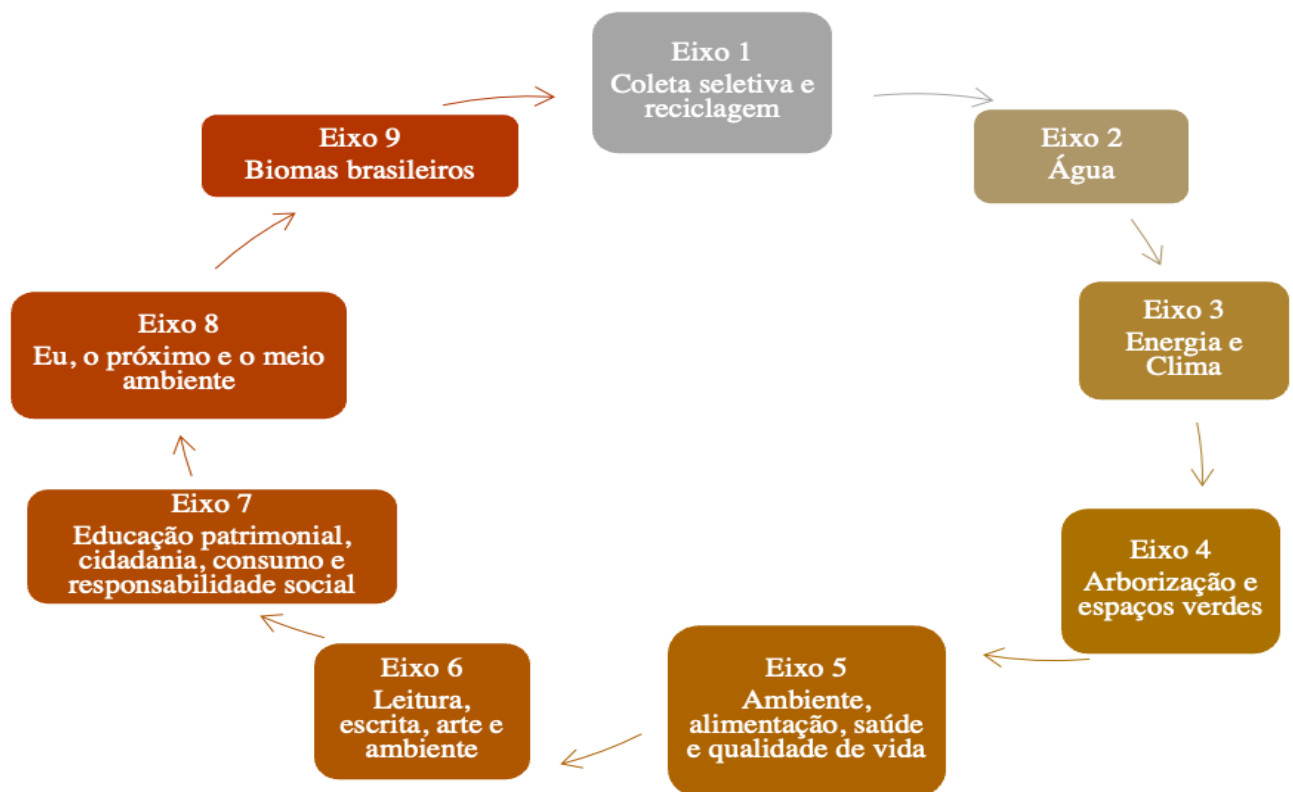 Eixo 1
Coleta seletiva e
reciclagem
Eixo 2
Água
Eixo 3
Energia e
Clima
Eixo 4
Arborização e
espaços verdes
Eixo 5
Ambiente,
alimentação, saúde
e qualidade de vida
Eixo 6
Leitura,
escrita, arte e
ambiente
Eixo 7
Educação patrimonial,
cidadania, consumo e
responsabilidade social
Eixo 8
Eu, o próximo e o meio
ambiente
Eixo 9
Biomas brasileiros